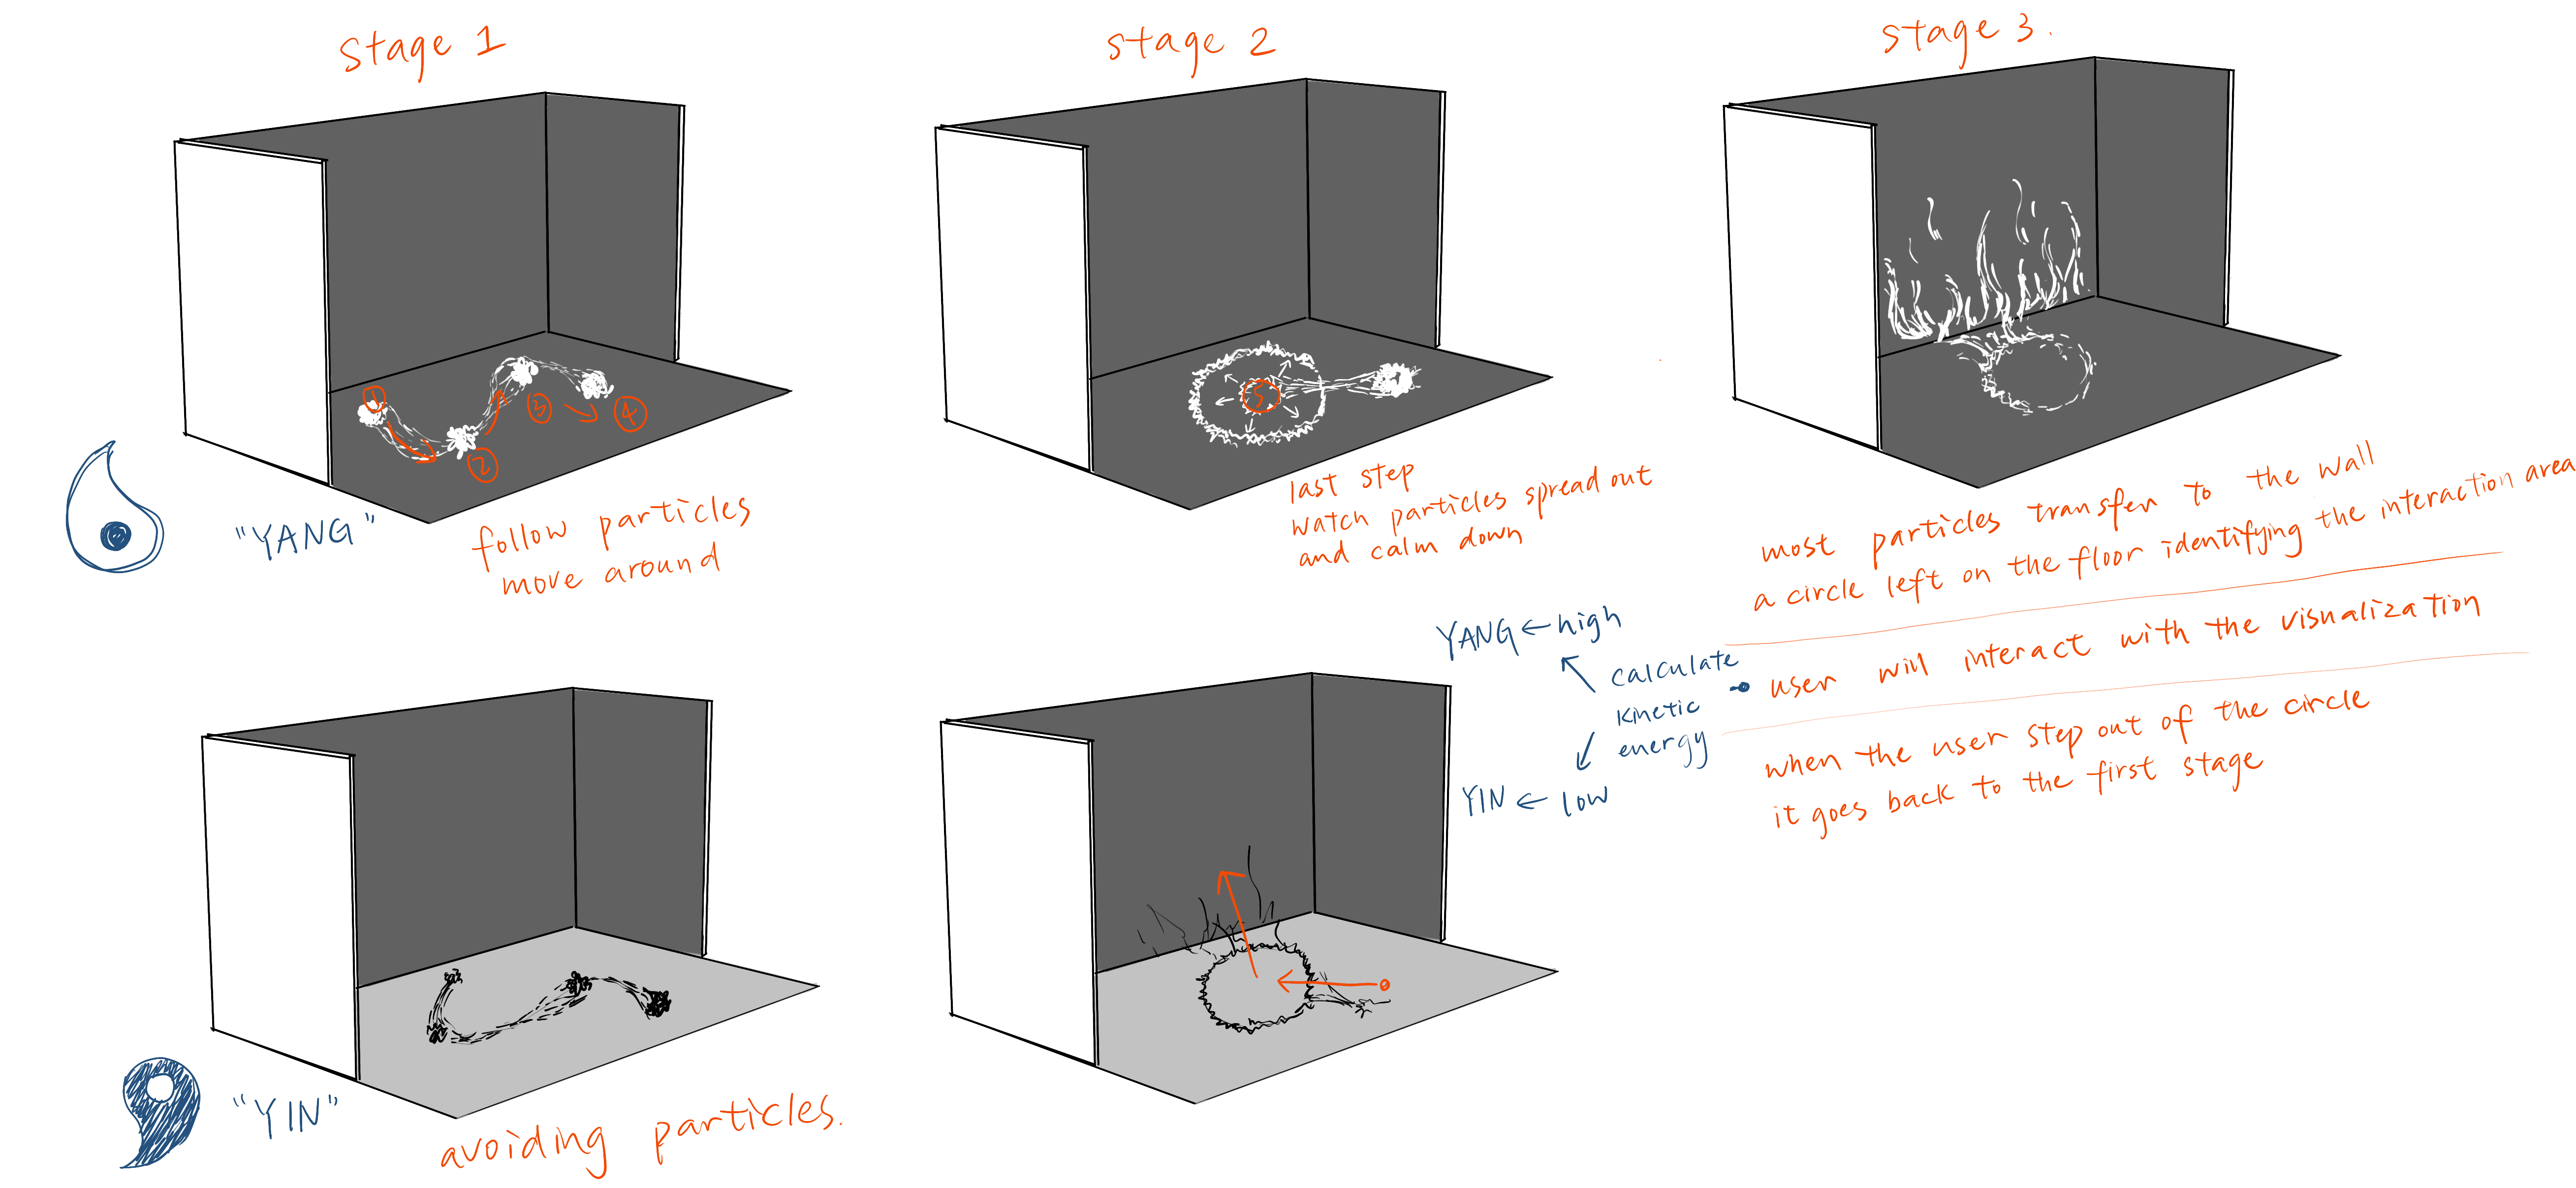 stage 1
stage 2
stage 3.
1
2
3
4
"YANG"
follow particles
move around
5
last step
watch particles spread out
and calm down
most particles transfer to the wall
a circle left on the floor identifying the interaction area
user will interact with the visualization
when the user step out of the circle
it goes back to the first stage
YANG ← high
calculate
kinetic
energy
YIN ← low
"YIN"
avoiding particles.